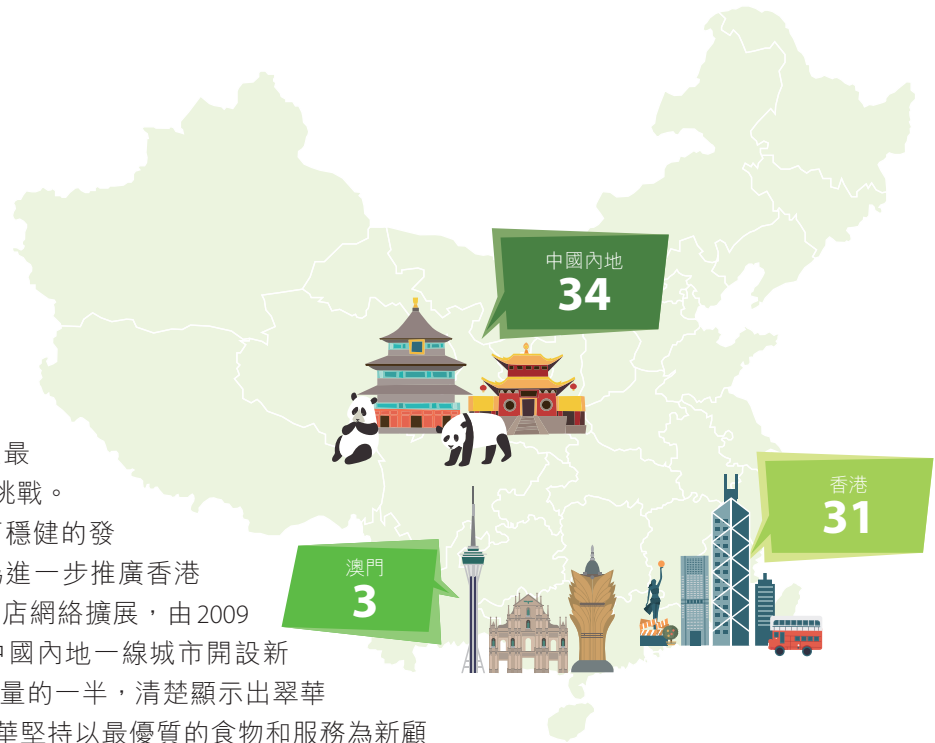 中國內地
34
香港
31
澳門
3
最
挑戰。
穩健的發
進一步推廣香港
店網絡擴展，由2009
中國內地一線城市開設新
量的一半，清楚顯示出翠華
華堅持以最優質的食物和服務為新顧